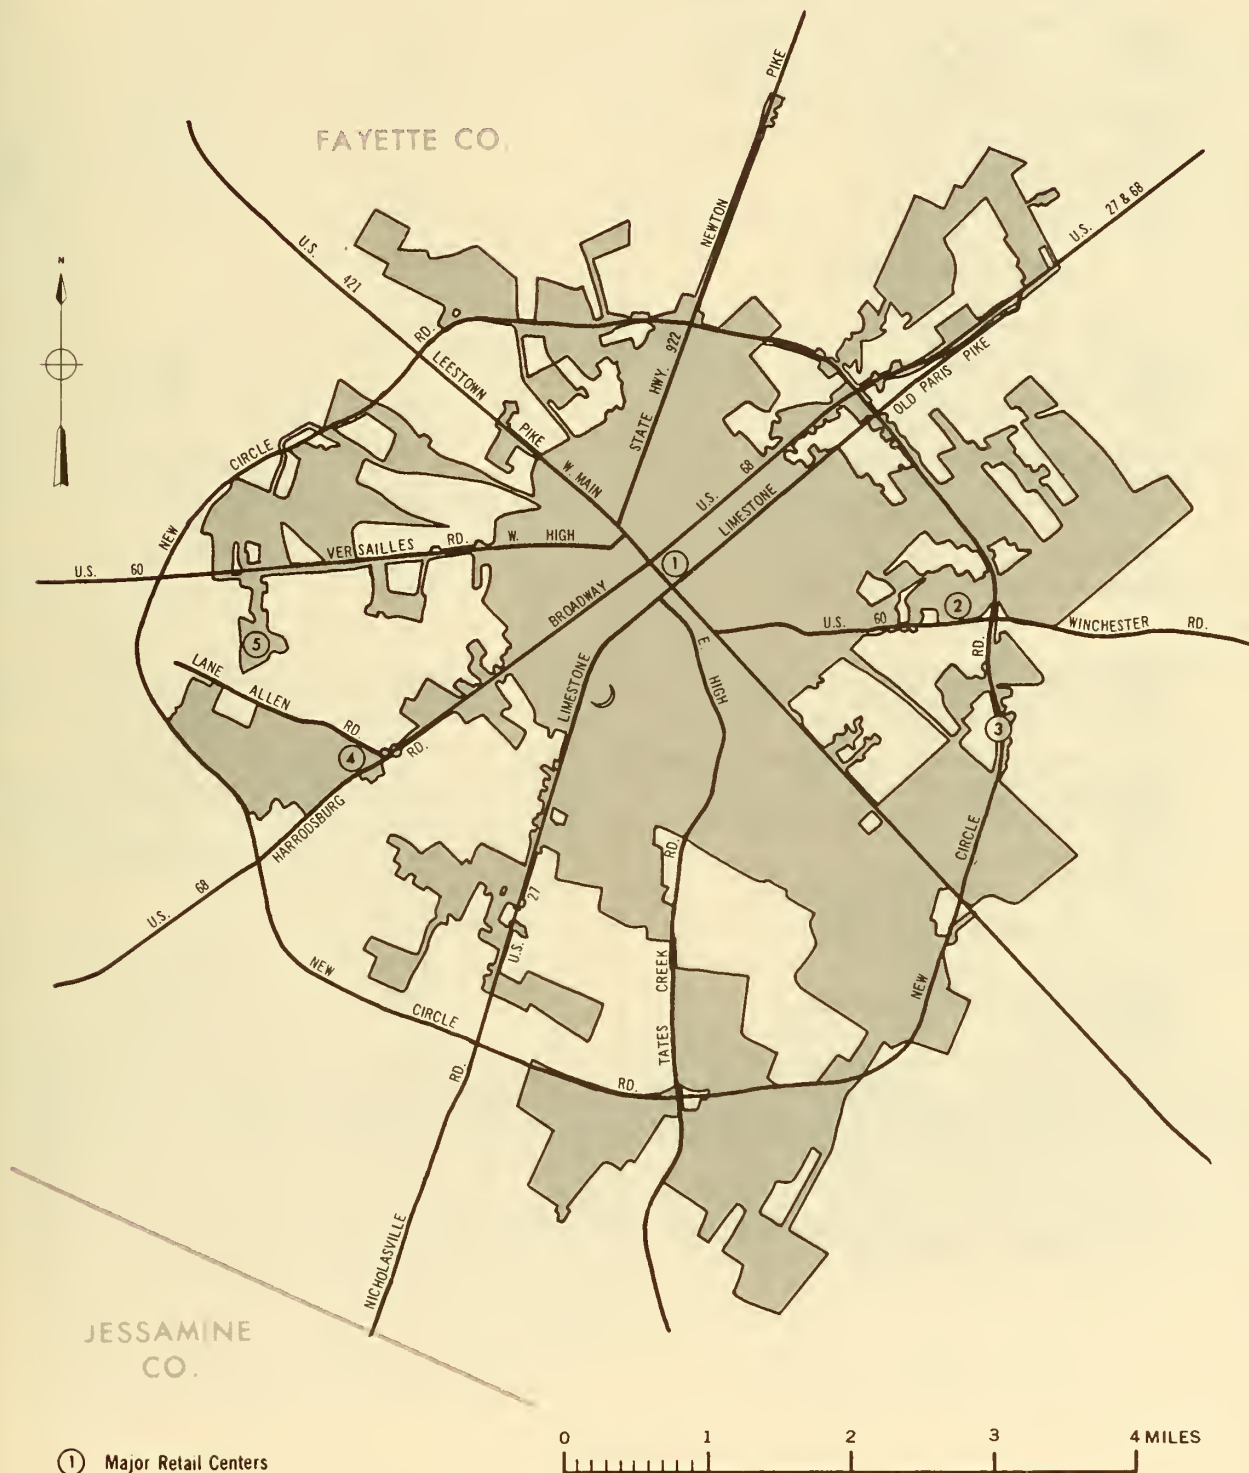 PIKE
FAYETTE CO.
NEWTON
U.S. 27 & 68
U.S. 421
N
RD.
STATE HWY. 922
LEESTOWN PIKE
OLD PARIS PIKE
CIRCLE
W. MAIN
U.S. 68
LIMESTONE
NEW
VERSAILLES RD. W. HIGH
U.S. 60
1
BROADWAY
2
U.S. 60
WINCHESTER RD.
5
E. HIGH
RD.
LANE ALLEN RD.
LIMESTONE
3
4
RD.
HARRODSBURG
CIRCLE
RD.
U.S. 68
U.S. 27
NEW
TATES CREEK
NEW
CIRCLE
RD.
RD.
NICHOLASVILLE
JESSAMINE
CO.
0 1 2 3 4 MILES
1 Major Retail Centers